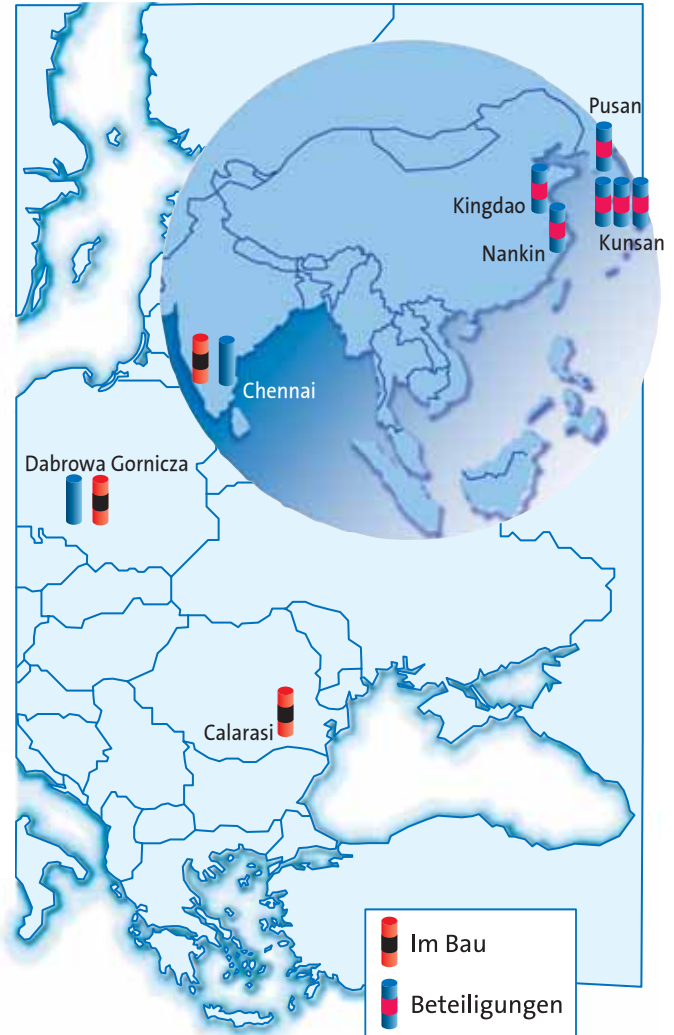 Pusan
Kingdao
Kunsan
Nankin
Chennai
Dabrowa Gornicza
Calarasi
Im Bau
Beteiligungen